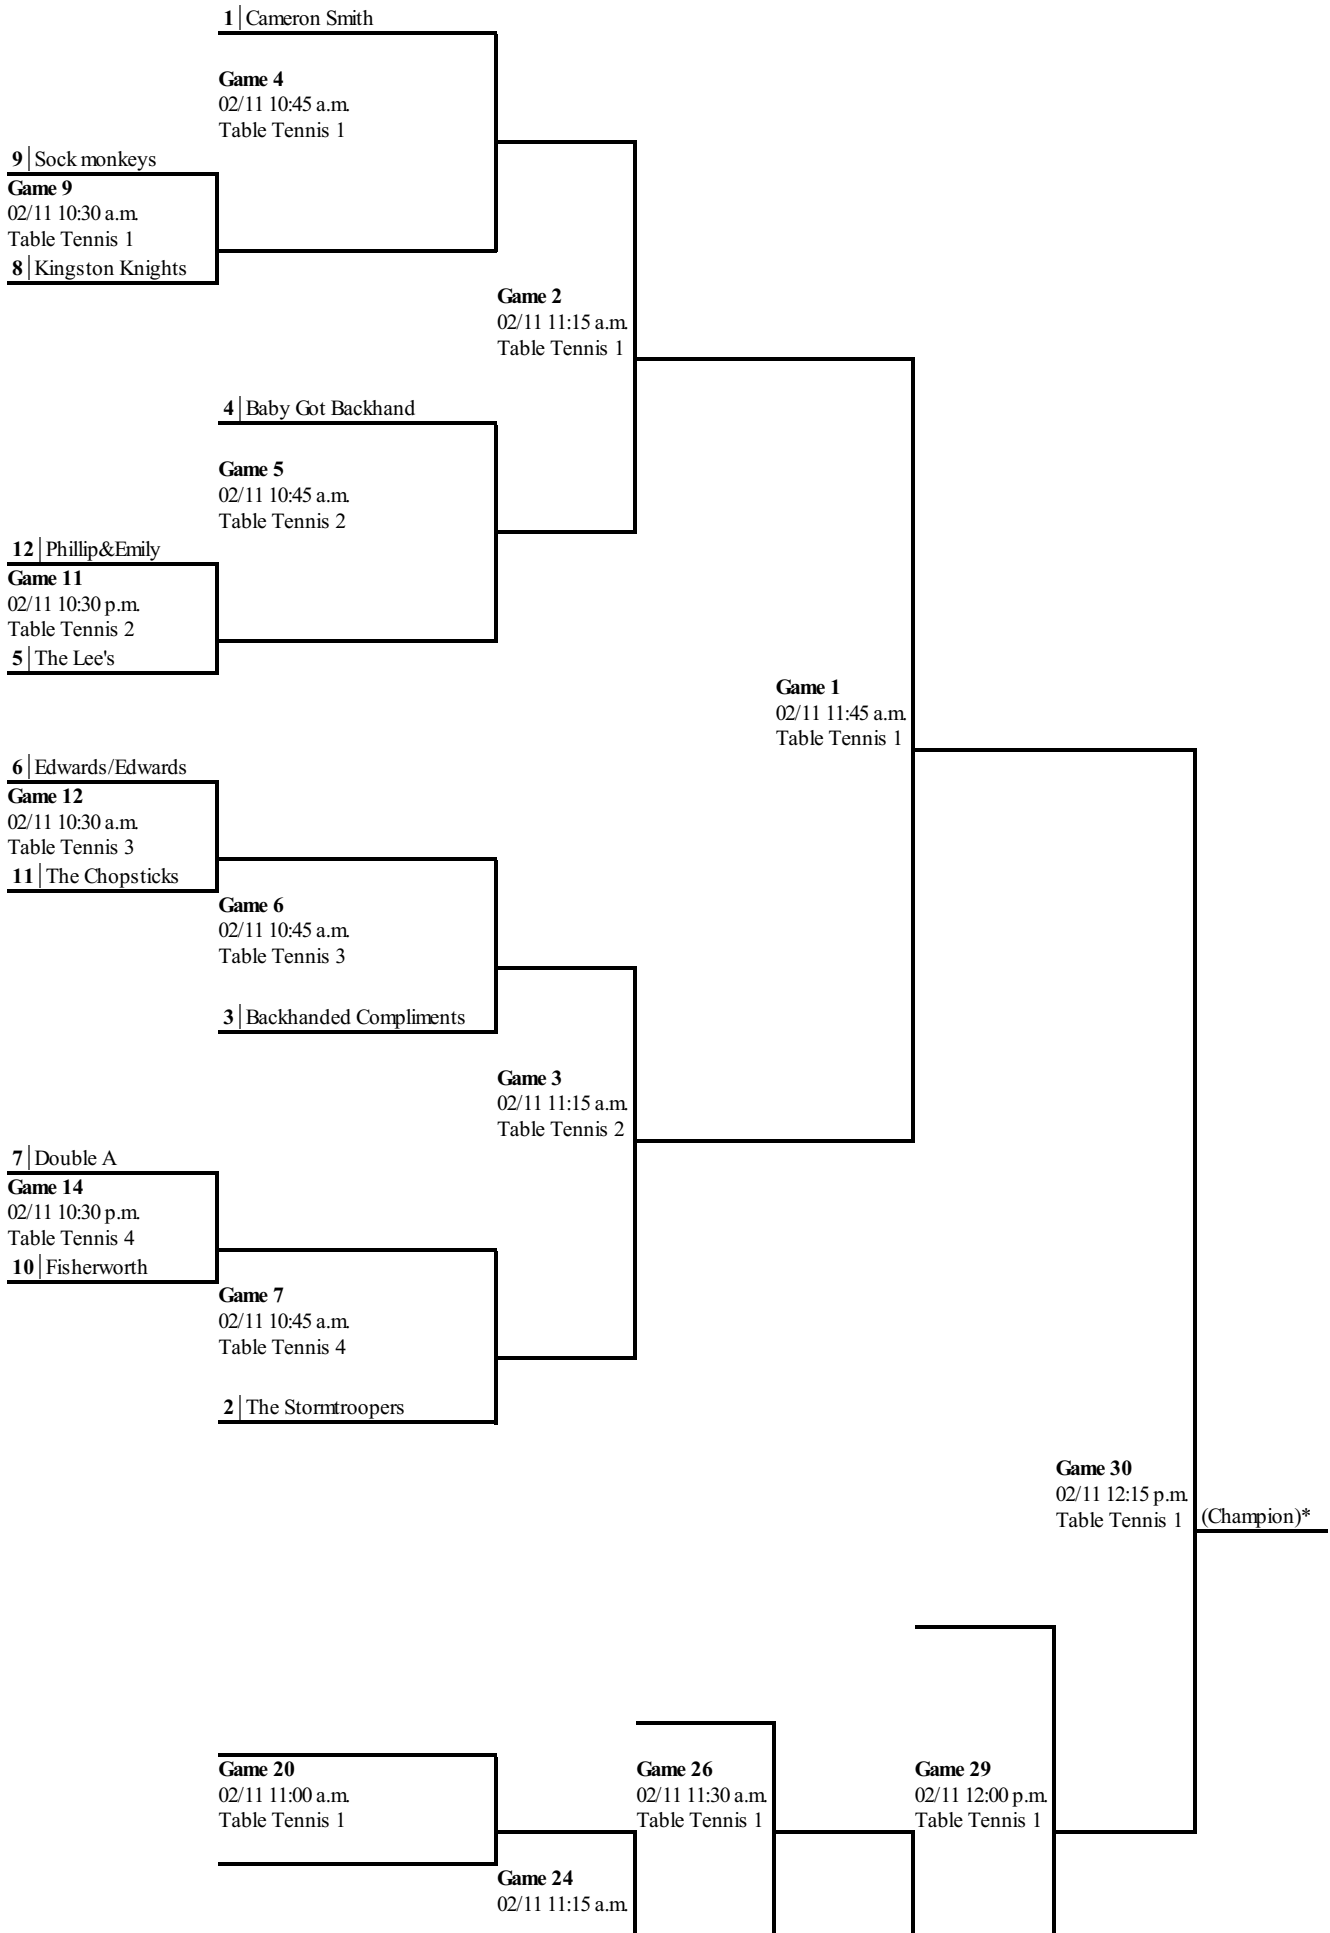 1 Cameron Smith
Game 4
02/11 10:45 a.m.
Table Tennis 1
9 Sock monkeys
Game 9
02/11 10:30 a.m.
Table Tennis 1
8 Kingston Knights
Game 2
02/11 11:15 a.m.
Table Tennis 1
4 Baby Got Backhand
Game 5
02/11 10:45 a.m.
Table Tennis 2
12 Phillip&Emily
Game 11
02/11 10:30 p.m.
Table Tennis 2
5 The Lee's
Game 1
02/11 11:45 a.m.
Table Tennis 1
6 Edwards/Edwards
Game 12
02/11 10:30 a.m.
Table Tennis 3
11 The Chopsticks
Game 6
02/11 10:45 a.m.
Table Tennis 3
3 Backhanded Compliments
Game 3
02/11 11:15 a.m.
Table Tennis 2
7 Double A
Game 14
02/11 10:30 p.m.
Table Tennis 4
10 Fisherworth
Game 7
02/11 10:45 a.m.
Table Tennis 4
2 The Stormtroopers
Game 30
02/11 12:15 p.m.
Table Tennis 1
(Champion)*
Game 20
02/11 11:00 a.m.
Table Tennis 1
Game 26
02/11 11:30 a.m.
Table Tennis 1
Game 29
02/11 12:00 p.m.
Table Tennis 1
Game 24
02/11 11:15 a.m.